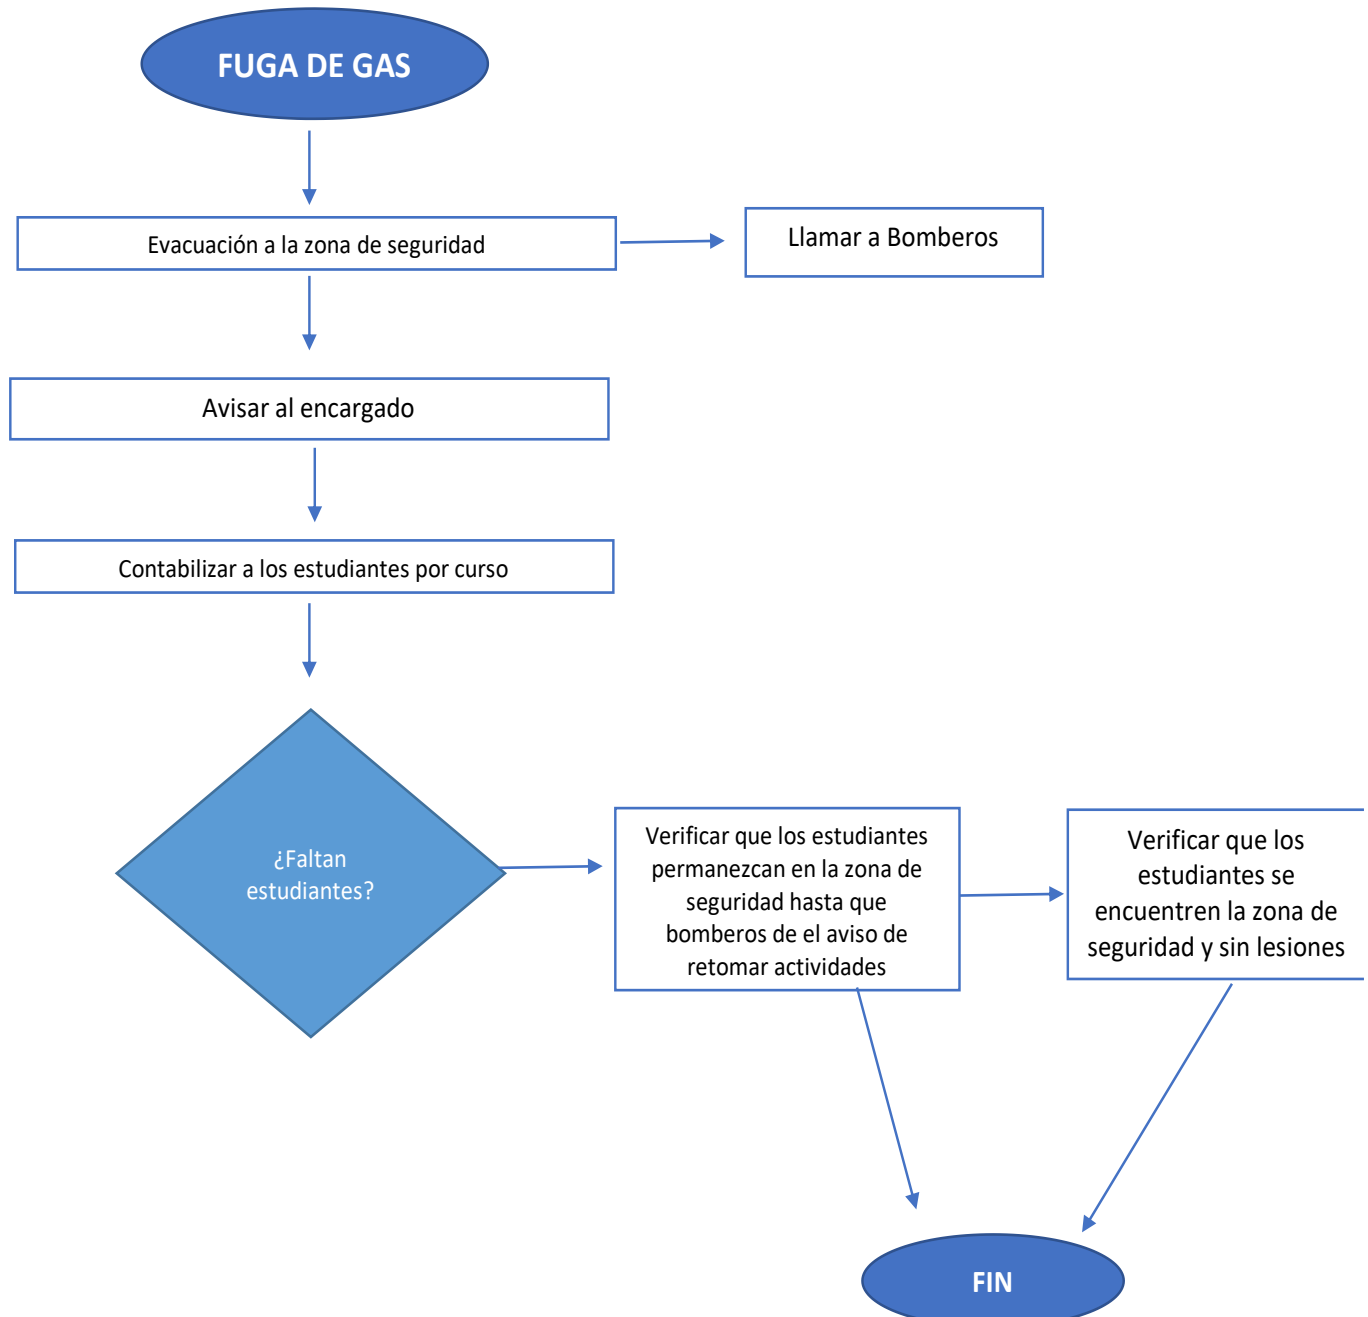 FUGA DE GAS
Evacuación a la zona de seguridad
Llamar a Bomberos
Avisar al encargado
Contabilizar a los estudiantes por curso
¿Faltan
estudiantes?
Verificar que los estudiantes
permanezcan en la zona de
seguridad hasta que
bomberos de el aviso de
retomar actividades
Verificar que los
estudiantes se
encuentren la zona de
seguridad y sin lesiones
FIN